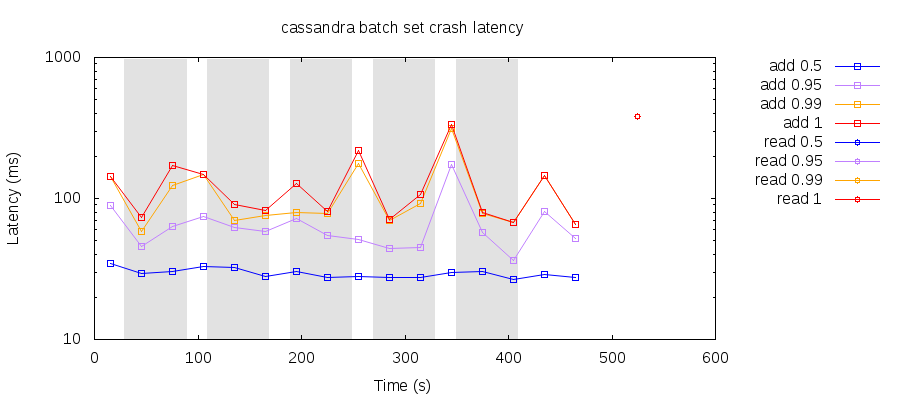 cassandra batch set crash latency
1000
100
10
Latency (ms)
0 100 200 300 400 500 600
Time (s)
add 0.5
add 0.95
add 0.99
add 1
read 0.5
read 0.95
read 0.99
read 1